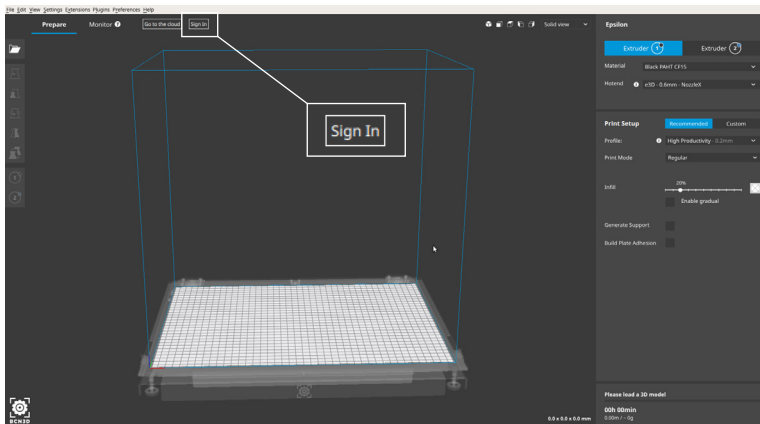 File Edit View Settings Extensions Plugins Preferences Help
Prepare Monitor Go to the cloud Sign In Solid view Epsilon
Extruder 1 Extruder 2
Material Black PAHT CF15
Hotend e3D - 0.6mm - NozzleX
Sign In
Print Setup Recommended Custom
Profile: High Productivity - 0.2mm
Print Mode Regular
20%
Infill
Enable gradual
Generate Support
Build Plate Adhesion
1
2
Please load a 3D model
00h 00min
0.0 x 0.0 x 0.0 mm 0.00m / ~ 0g
BCN3D